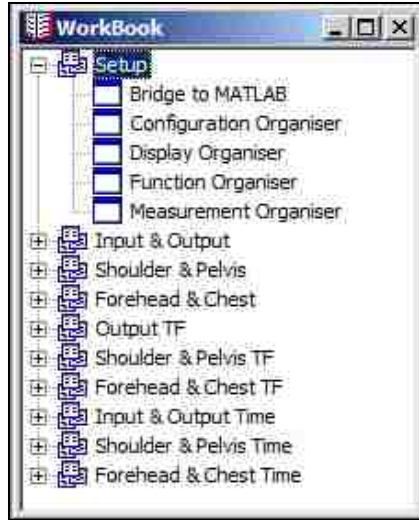 WorkBook
Setup
Bridge to MATLAB
Configuration Organiser
Display Organiser
Function Organiser
Measurement Organiser
Input & Output
Shoulder & Pelvis
Forehead & Chest
Output TF
Shoulder & Pelvis TF
Forehead & Chest TF
Input & Output Time
Shoulder & Pelvis Time
Forehead & Chest Time